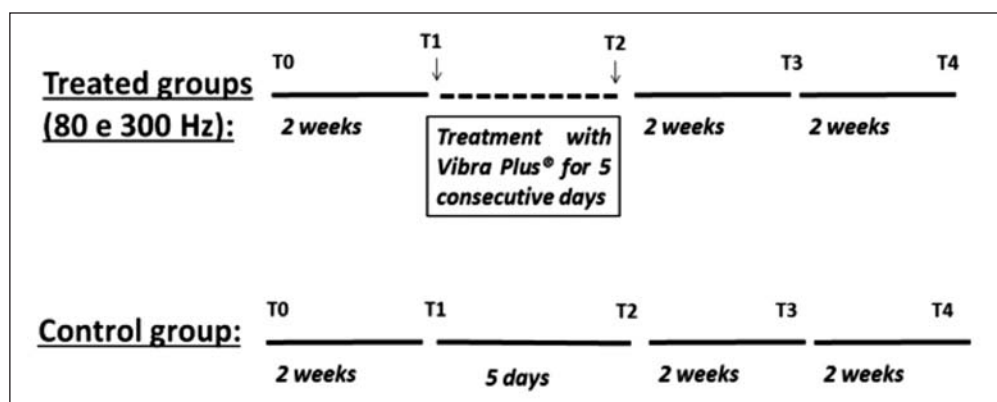 T0 T1 T2 T3 T4
Treated groups
(80 e 300 Hz):
2 weeks 2 weeks 2 weeks
Treatment with
Vibra Plus® for 5
consecutive days
T0 T1 T2 T3 T4
Control group:
2 weeks 5 days 2 weeks 2 weeks